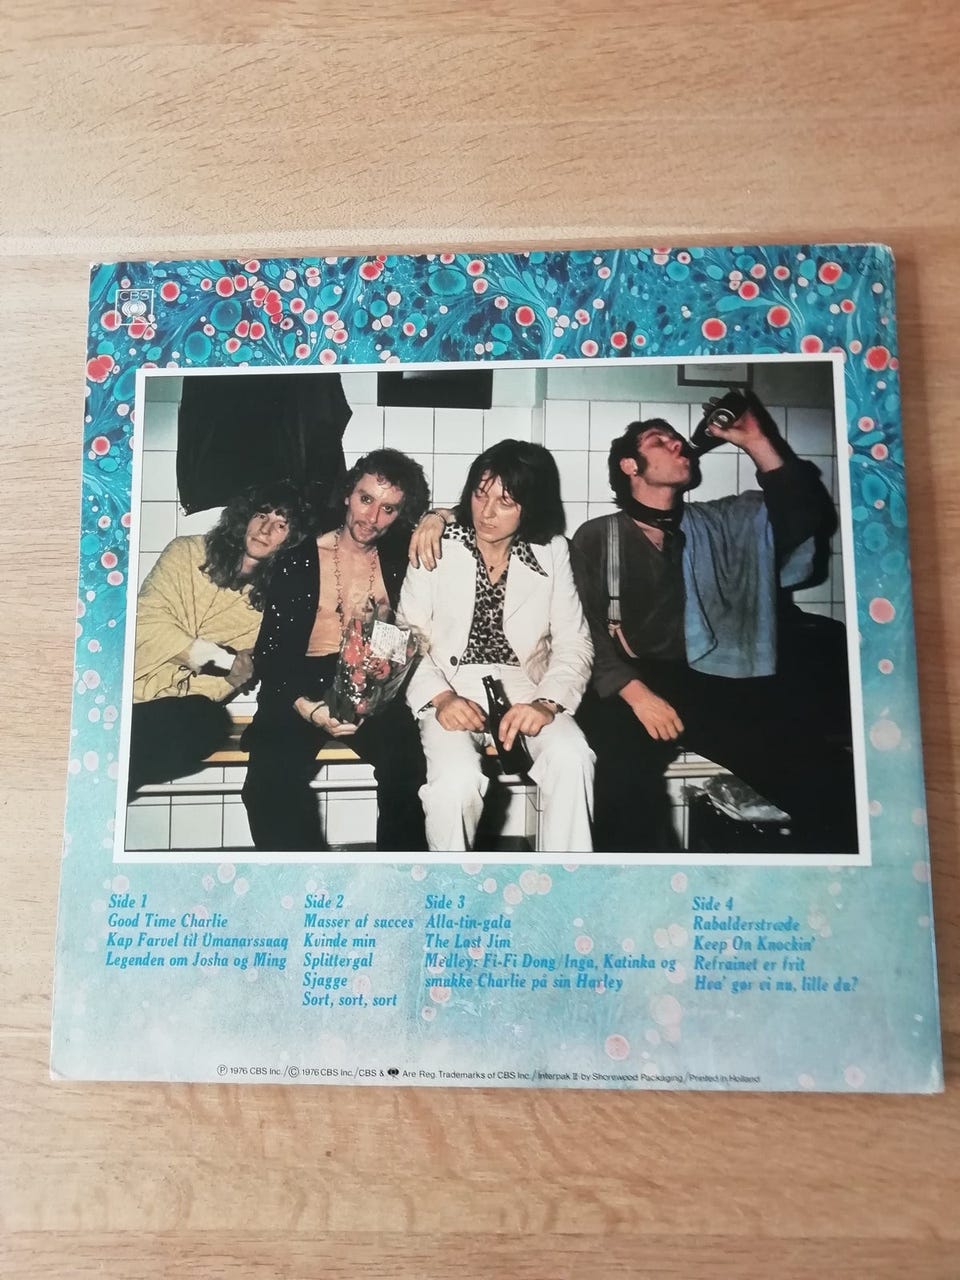 CBS
Side 1
Good Time Charlie
Kap Farvel til Umanarssuaq
Legenden om Josha og Ming
Side 2
Masser af succes
Kvinde min
Splittergal
Sjagge
Sort, sort, sort
Side 3
Alla-tin-gala
The Last Jim
Medley: Fi-Fi Dong/Inga, Katinka og
smukke Charlie på sin Harley
Side 4
Rabalderstræde
Keep On Knockin'
Refrainet er frit
Hva' gør vi nu, lille du?
Ⓟ 1976 CBS Inc./Ⓒ 1976 CBS Inc./CBS & Are Reg. Trademarks of CBS Inc./Interpak II by Shorewood Packaging/Printed in Holland